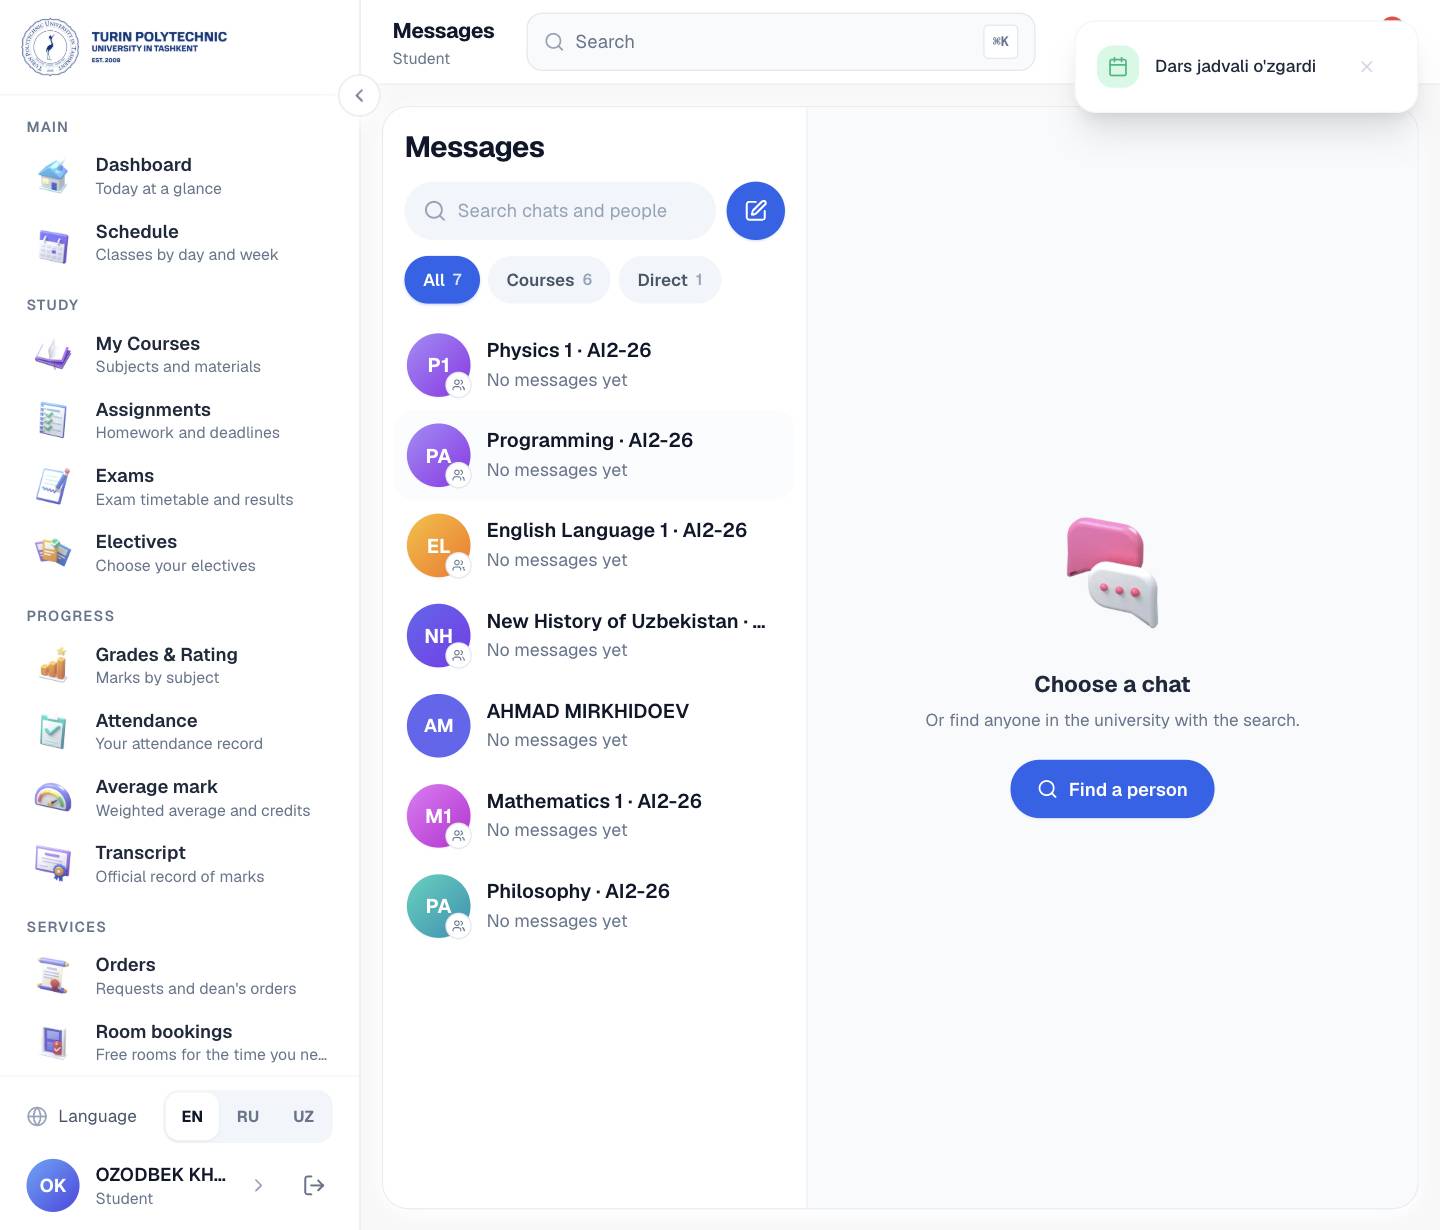 TURIN POLYTECHNIC
UNIVERSITY IN TASHKENT
EST. 2009
MAIN
Dashboard
Today at a glance
Schedule
Classes by day and week
STUDY
My Courses
Subjects and materials
Assignments
Homework and deadlines
Exams
Exam timetable and results
Electives
Choose your electives
PROGRESS
Grades & Rating
Marks by subject
Attendance
Your attendance record
Average mark
Weighted average and credits
Transcript
Official record of marks
SERVICES
Orders
Requests and dean's orders
Room bookings
Free rooms for the time you ne...
Language EN RU UZ
OK
OZODBEK KH...
Student
Messages
Student
Search ⌘K
Dars jadvali o'zgardi
Messages
Search chats and people
All 7 Courses 6 Direct 1
P1
Physics 1 · AI2-26
No messages yet
PA
Programming · AI2-26
No messages yet
EL
English Language 1 · AI2-26
No messages yet
NH
New History of Uzbekistan · ...
No messages yet
AM
AHMAD MIRKHIDOEV
No messages yet
M1
Mathematics 1 · AI2-26
No messages yet
PA
Philosophy · AI2-26
No messages yet
Choose a chat
Or find anyone in the university with the search.
Find a person